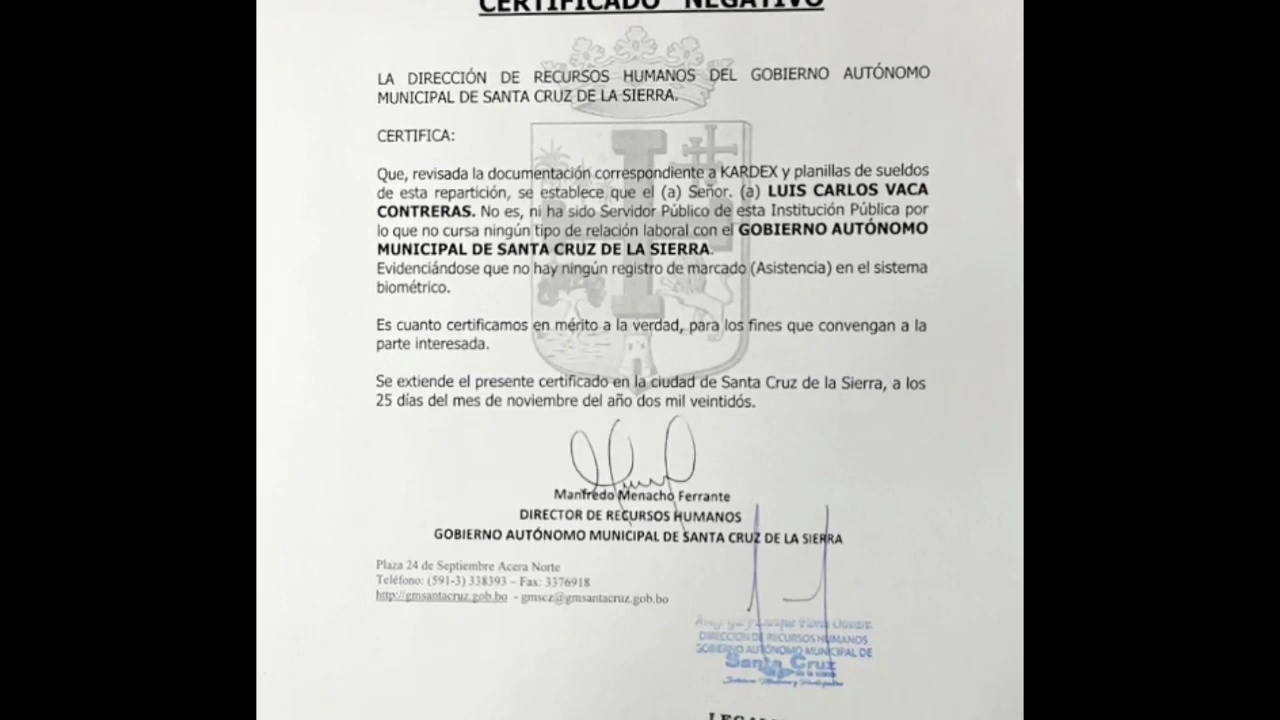 CERTIFICADO NEGATIVO
LA DIRECCIÓN DE RECURSOS HUMANOS DEL GOBIERNO AUTÓNOMO
MUNICIPAL DE SANTA CRUZ DE LA SIERRA.
CERTIFICA:
Que, revisada la documentación correspondiente a KARDEX y planillas de sueldos
de esta repartición, se establece que el (a) Señor. (a) LUIS CARLOS VACA
CONTRERAS. No es, ni ha sido Servidor Público de esta Institución Pública por
lo que no cursa ningún tipo de relación laboral con el GOBIERNO AUTÓNOMO
MUNICIPAL DE SANTA CRUZ DE LA SIERRA.
Evidenciándose que no hay ningún registro de marcado (Asistencia) en el sistema
biométrico.
Es cuanto certificamos en mérito a la verdad, para los fines que convengan a la
parte interesada.
Se extiende el presente certificado en la ciudad de Santa Cruz de la Sierra, a los
25 días del mes de noviembre del año dos mil veintidós.
Manfredo Menacho Ferrante
DIRECTOR DE RECURSOS HUMANOS
GOBIERNO AUTÓNOMO MUNICIPAL DE SANTA CRUZ DE LA SIERRA
Plaza 24 de Septiembre Acera Norte
Teléfono: (591-3) 338393 – Fax: 3376918
http://gmsantacruz.gob.bo - gmscz@gmsantacruz.gob.bo
DIRECCION DE RECURSOS HUMANOS
GOBIERNO AUTÓNOMO MUNICIPAL DE
Santa Cruz
de la sierra